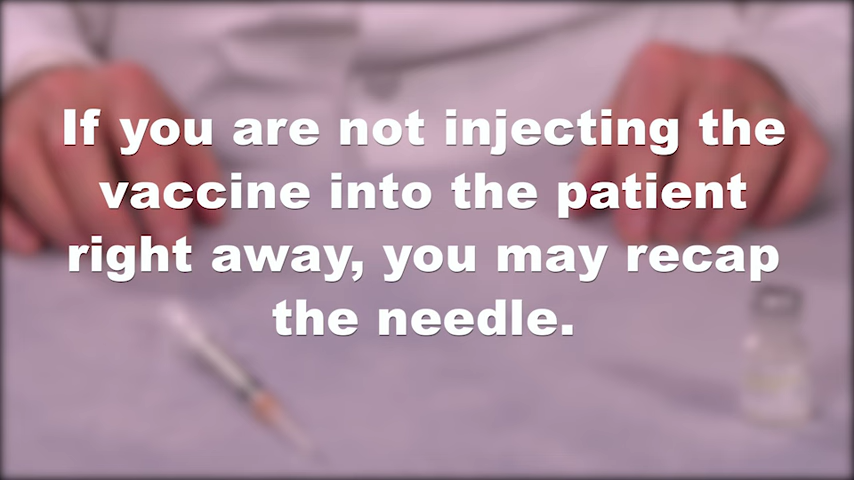 If you are not injecting the
vaccine into the patient
right away, you may recap
the needle.